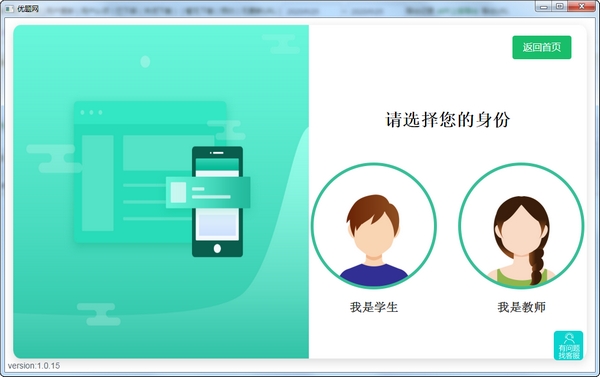 优题网
返回首页
请选择您的身份
我是学生
我是教师
有问题
找客服
version:1.0.15